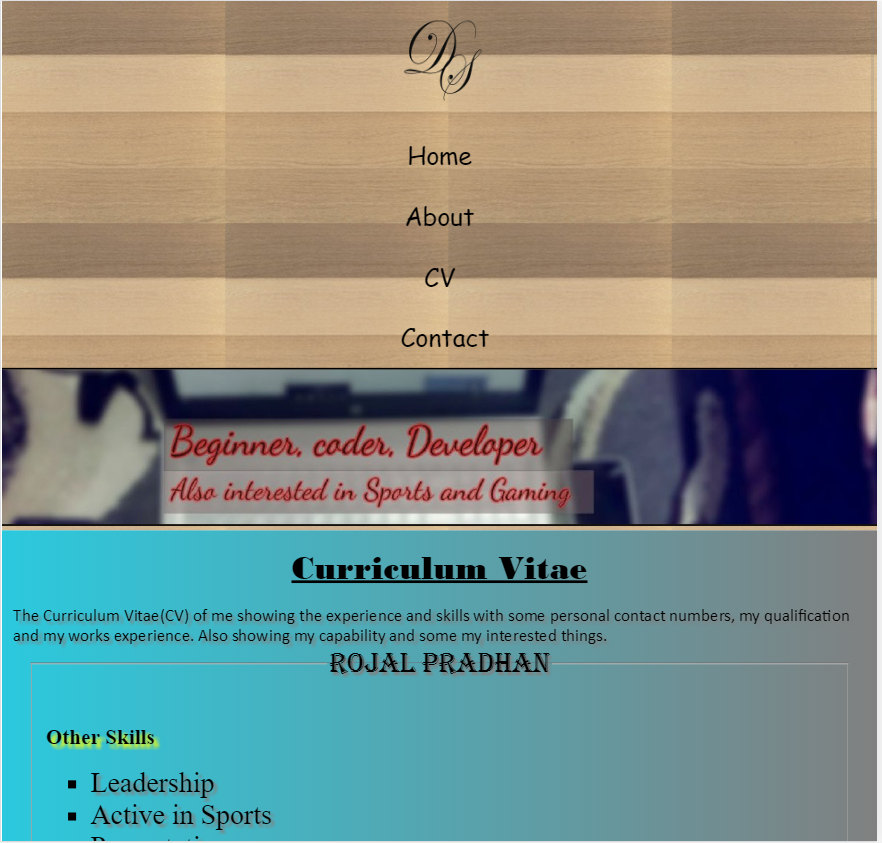 DS
Home
About
CV
Contact
Beginner, coder, Developer
Also interested in Sports and Gaming
Curriculum Vitae
The Curriculum Vitae(CV) of me showing the experience and skills with some personal contact numbers, my qualification
and my works experience. Also showing my capability and some my interested things.
ROJAL PRADHAN
Other Skills
Leadership
Active in Sports